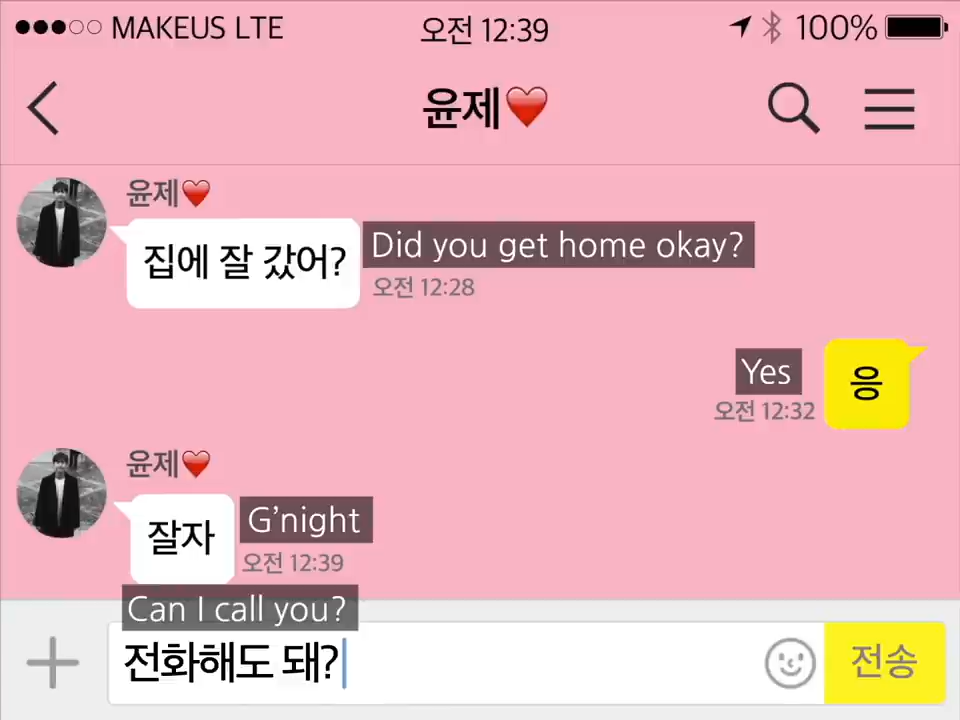 MAKEUS LTE 오전 12:39 100%
윤제❤️
윤제❤️
집에 잘 갔어? Did you get home okay?
오전 12:28
Yes 응
오전 12:32
윤제❤️
잘자 G'night
오전 12:39
Can I call you?
전화해도 돼?
전송